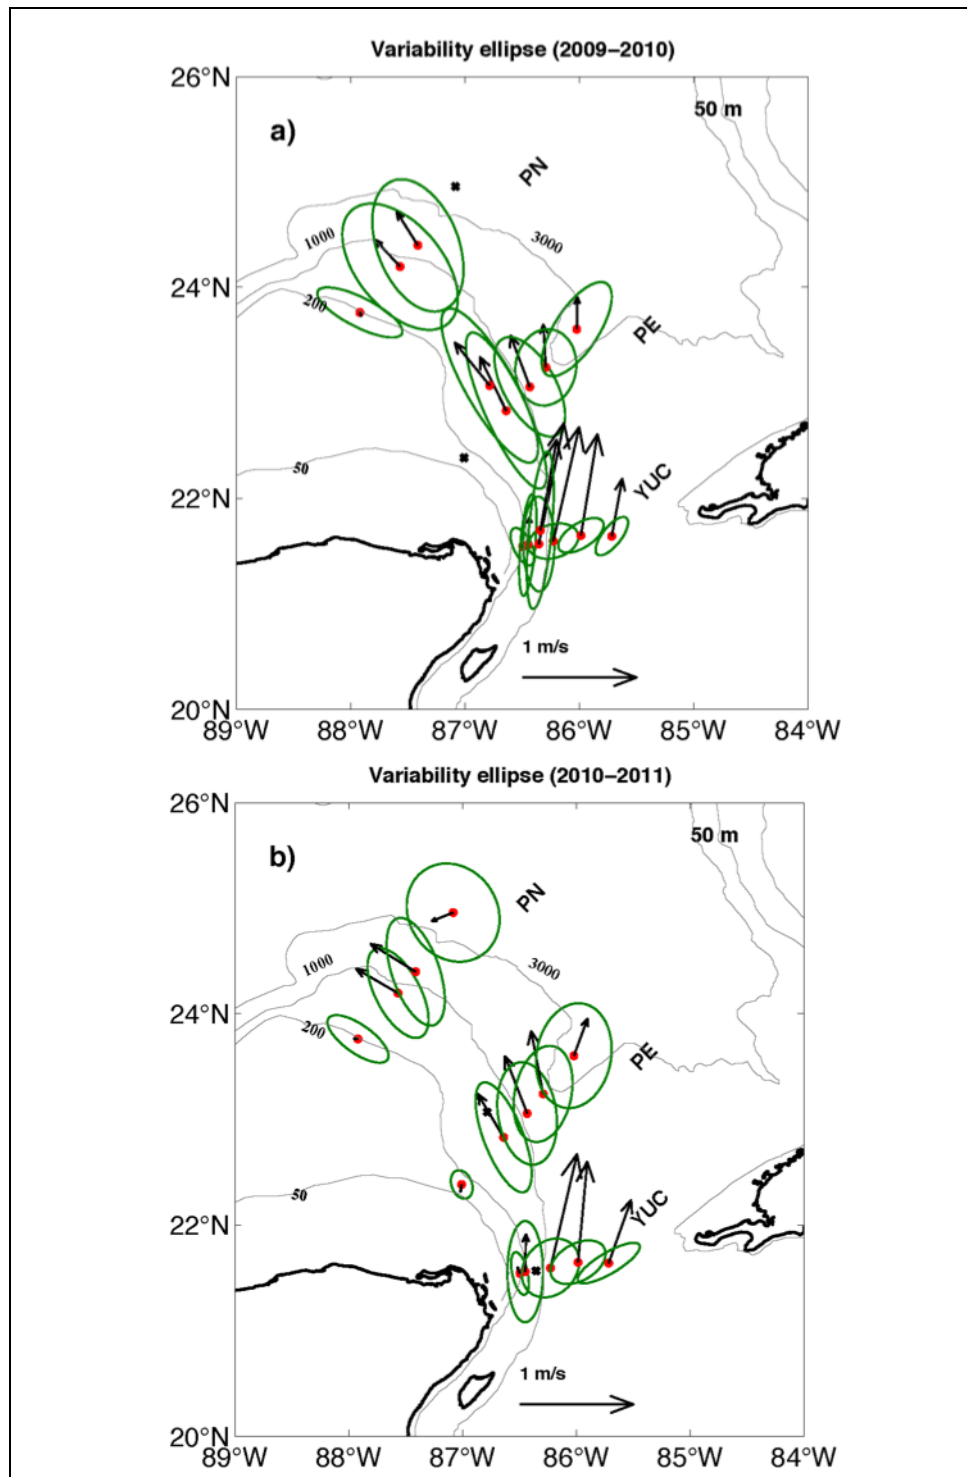 Variability ellipse (2009–2010)
26°N
50 m
a)
PN
1000
3000
24°N
200
PE
50
22°N
YUC
1 m/s
20°N
89°W 88°W 87°W 86°W 85°W 84°W
Variability ellipse (2010–2011)
26°N
50 m
b)
PN
1000
3000
24°N
200
PE
50
22°N
YUC
1 m/s
20°N
89°W 88°W 87°W 86°W 85°W 84°W